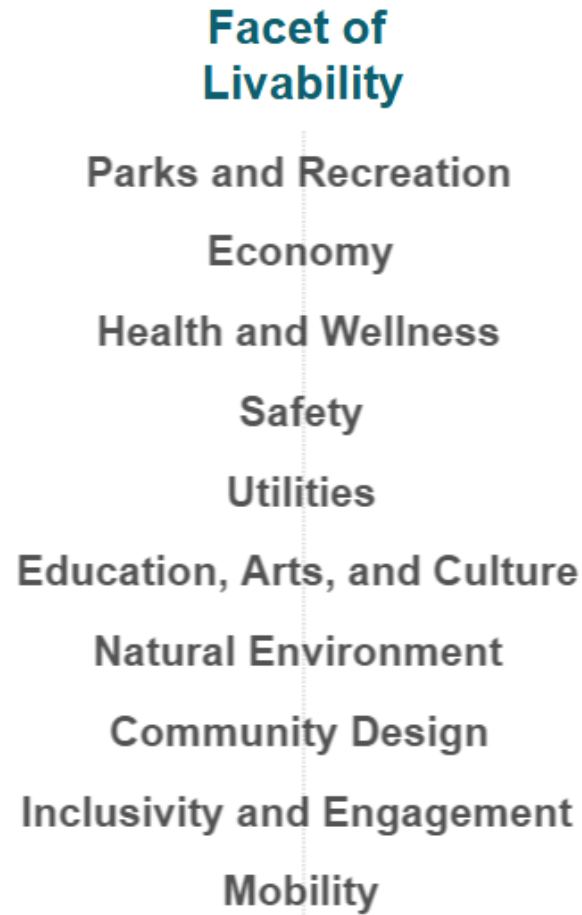 Facet of
Livability
Parks and Recreation
Economy
Health and Wellness
Safety
Utilities
Education, Arts, and Culture
Natural Environment
Community Design
Inclusivity and Engagement
Mobility